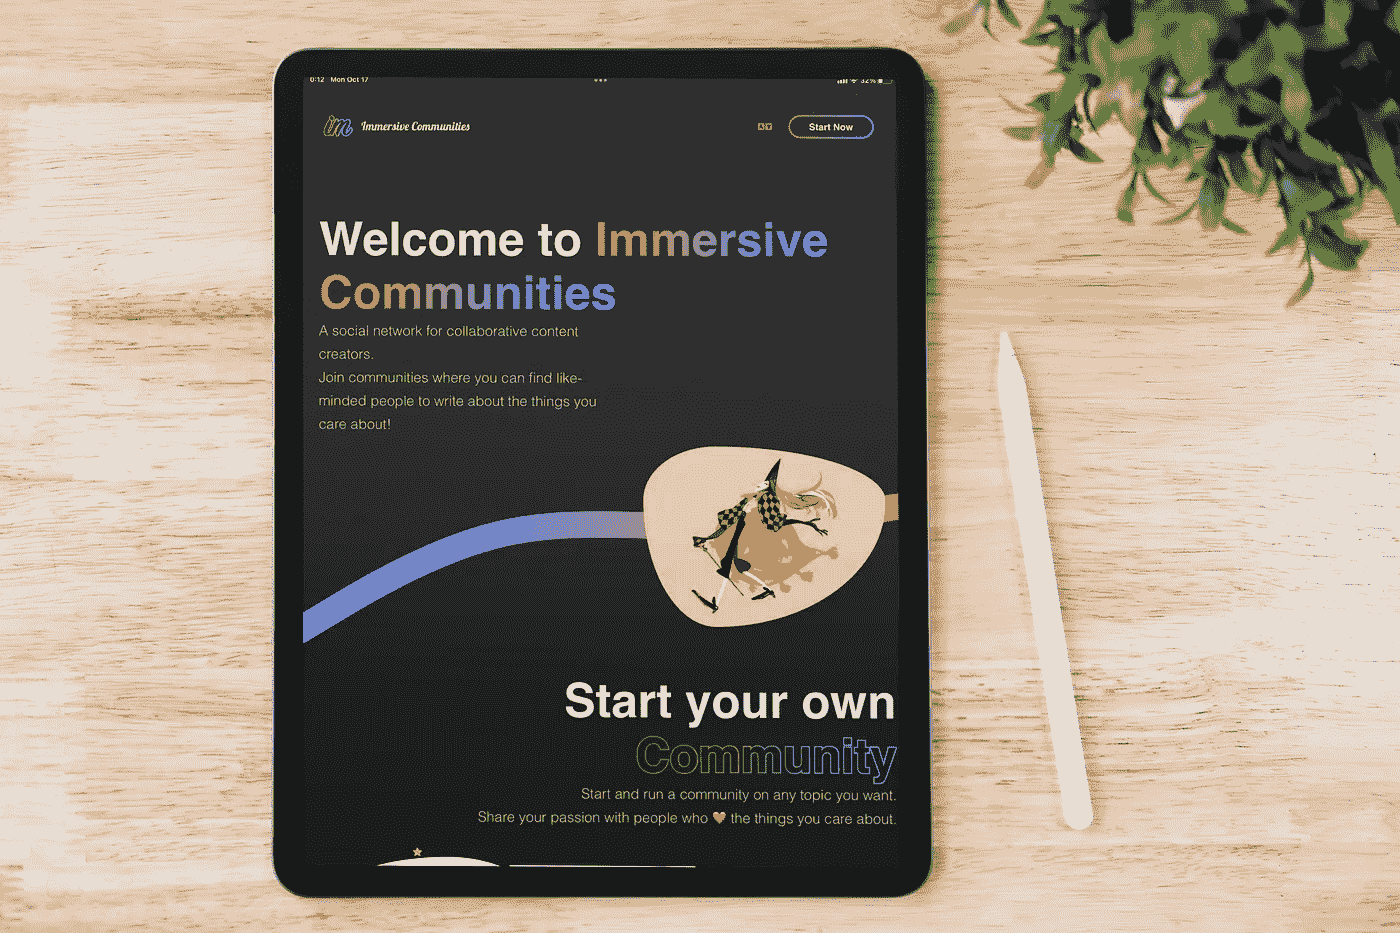 0:12 Mon Oct 17
32%
im Immersive Communities
Start Now
Welcome to Immersive
Communities
A social network for collaborative content
creators.
Join communities where you can find like-
minded people to write about the things you
care about!
Start your own
Community
Start and run a community on any topic you want.
Share your passion with people who 🤎 the things you care about.